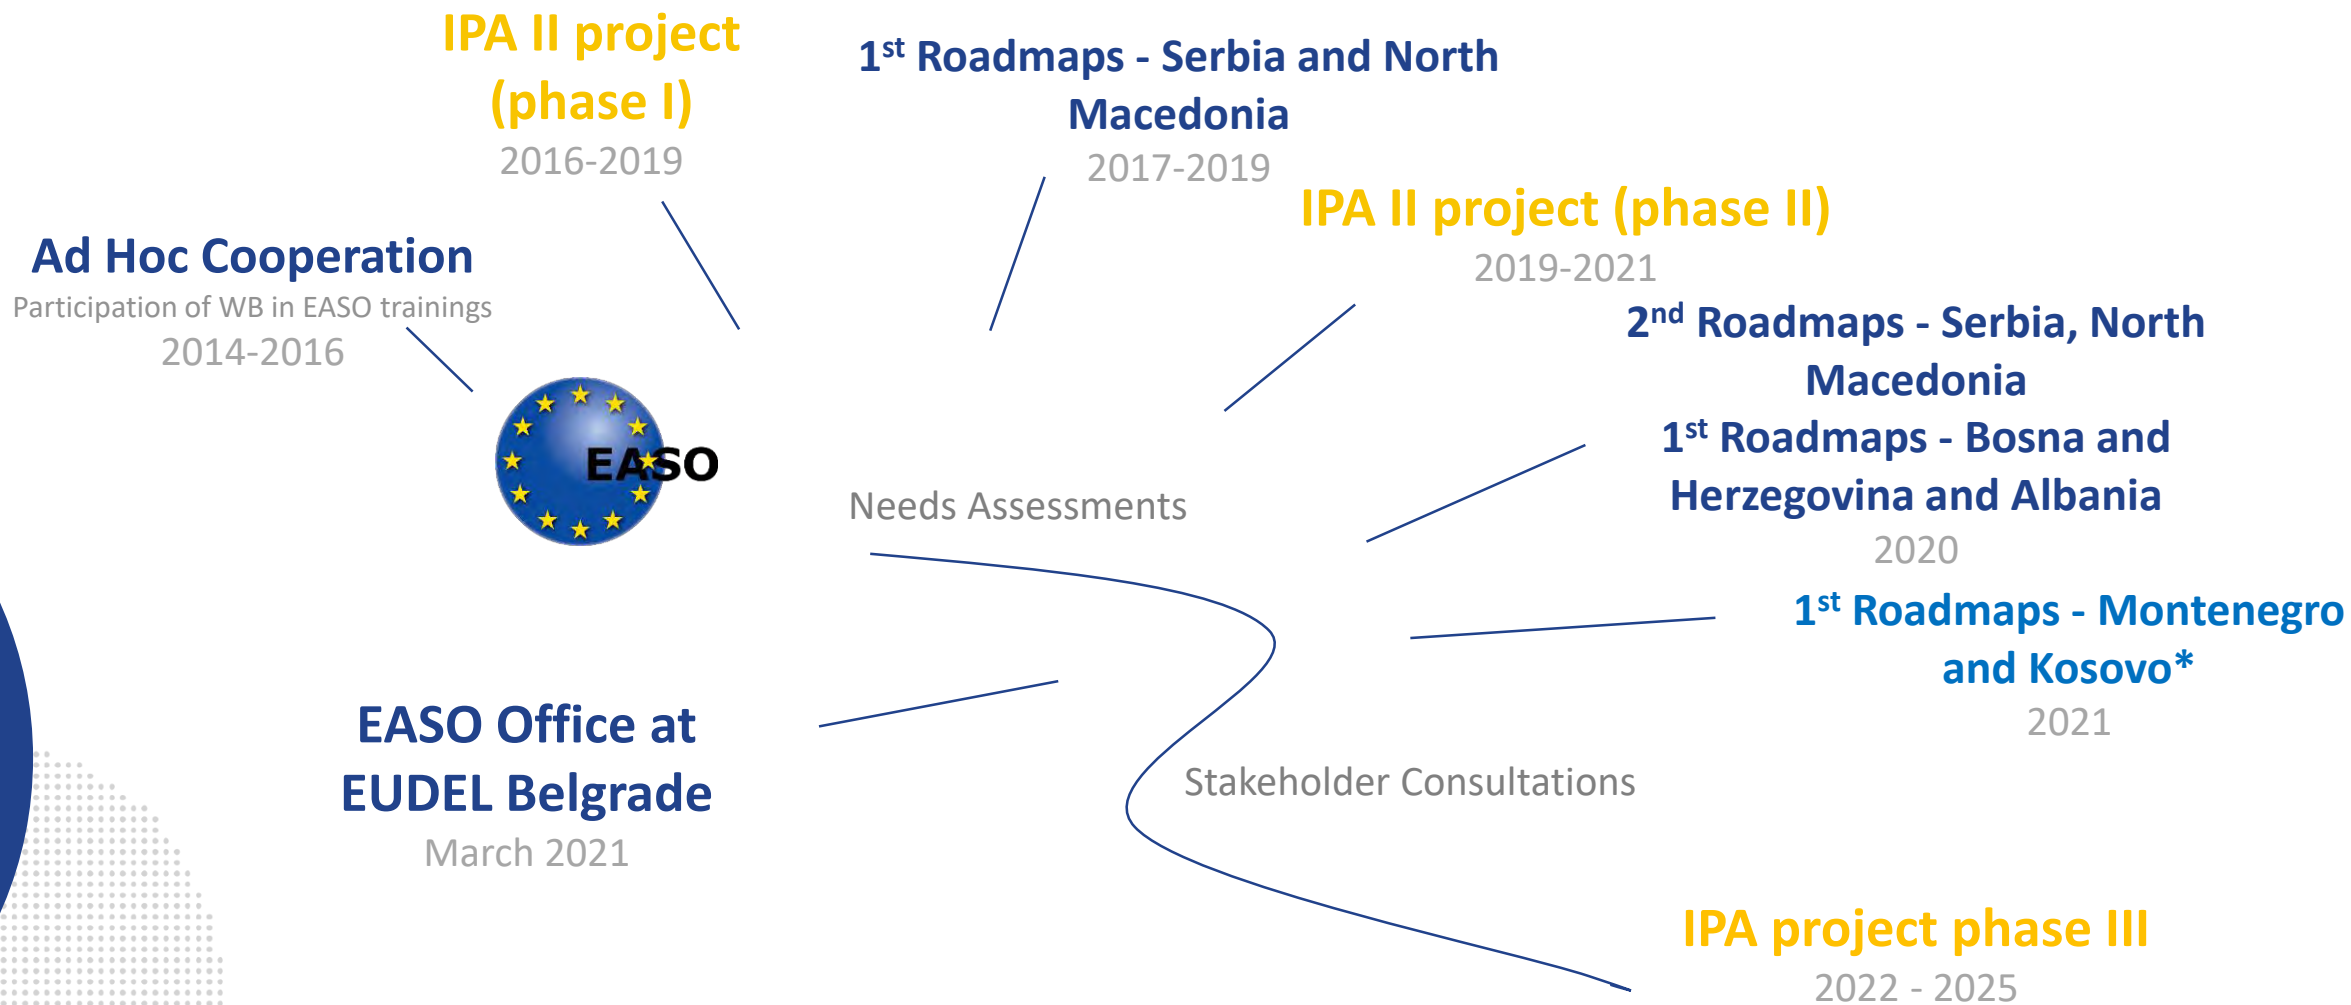 IPA II project
(phase I)
2016-2019
1st Roadmaps - Serbia and North
Macedonia
2017-2019
IPA II project (phase II)
2019-2021
Ad Hoc Cooperation
Participation of WB in EASO trainings
2014-2016
2nd Roadmaps - Serbia, North
Macedonia
1st Roadmaps - Bosna and
Herzegovina and Albania
2020
EASO
Needs Assessments
1st Roadmaps - Montenegro
and Kosovo*
2021
EASO Office at
EUDEL Belgrade
March 2021
Stakeholder Consultations
IPA project phase III
2022 - 2025